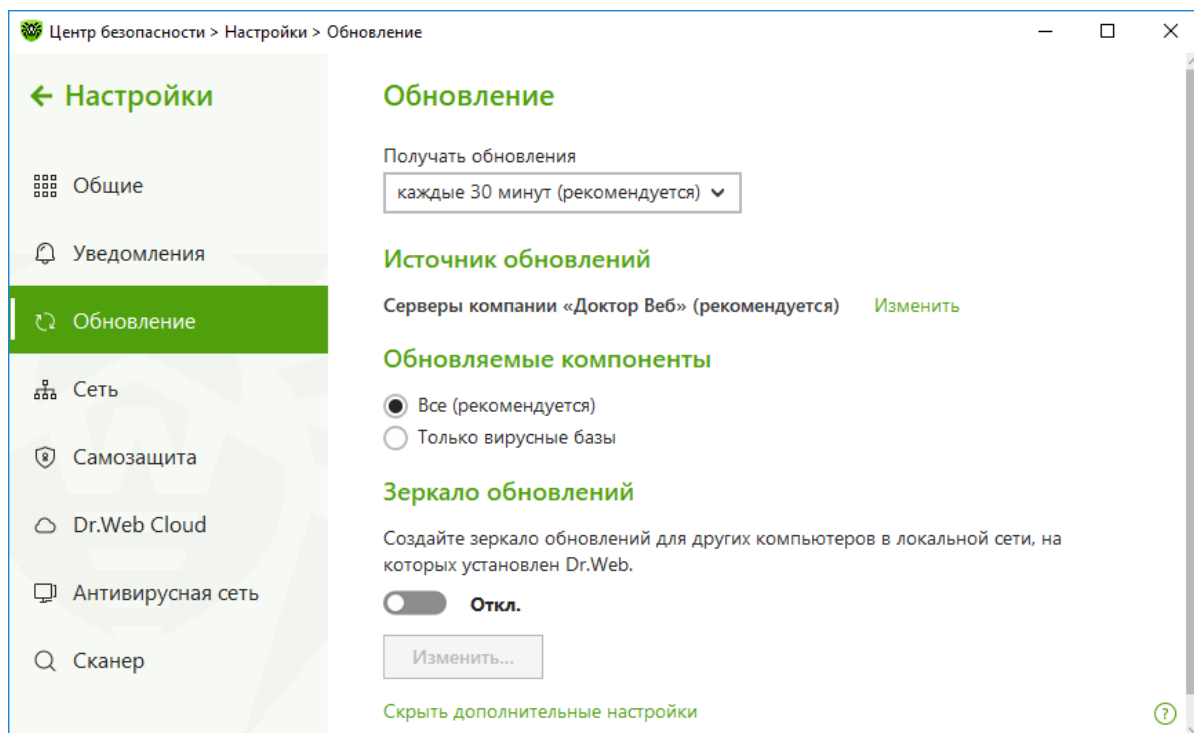 Центр безопасности > Настройки > Обновление
Настройки
Общие
Уведомления
Обновление
Сеть
Самозащита
Dr.Web Cloud
Антивирусная сеть
Сканер
Обновление
Получать обновления
каждые 30 минут (рекомендуется)
Источник обновлений
Серверы компании «Доктор Веб» (рекомендуется) Изменить
Обновляемые компоненты
Все (рекомендуется)
Только вирусные базы
Зеркало обновлений
Создайте зеркало обновлений для других компьютеров в локальной сети, на
которых установлен Dr.Web.
Откл.
Изменить...
Скрыть дополнительные настройки
?